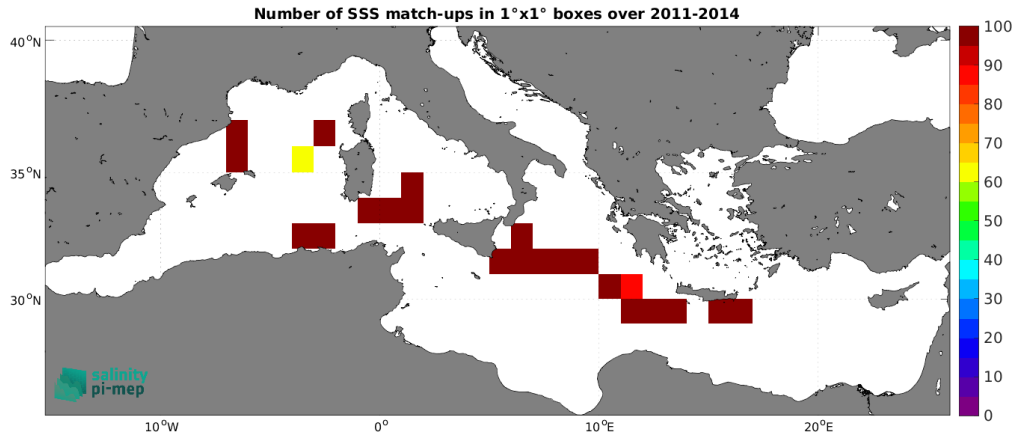 Number of SSS match-ups in 1°x1° boxes over 2011-2014
40°N
35°N
30°N
10°W
0°
10°E
20°E
100
90
80
70
60
50
40
30
20
10
0
salinity
pi-mep